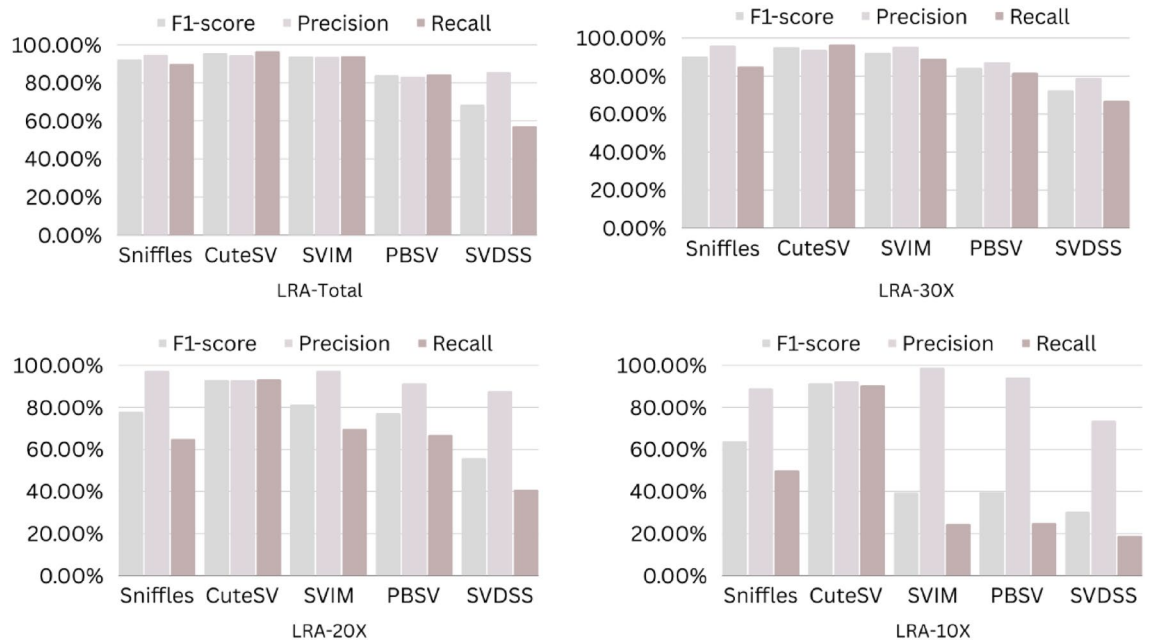 F1-score Precision Recall
100.00%
80.00%
60.00%
40.00%
20.00%
0.00%
Sniffles CuteSV SVIM PBSV SVDSS
LRA-Total
F1-score Precision Recall
100.00%
80.00%
60.00%
40.00%
20.00%
0.00%
Sniffles CuteSV SVIM PBSV SVDSS
LRA-30X
F1-score Precision Recall
100.00%
80.00%
60.00%
40.00%
20.00%
0.00%
Sniffles CuteSV SVIM PBSV SVDSS
LRA-20X
F1-score Precision Recall
100.00%
80.00%
60.00%
40.00%
20.00%
0.00%
Sniffles CuteSV SVIM PBSV SVDSS
LRA-10X